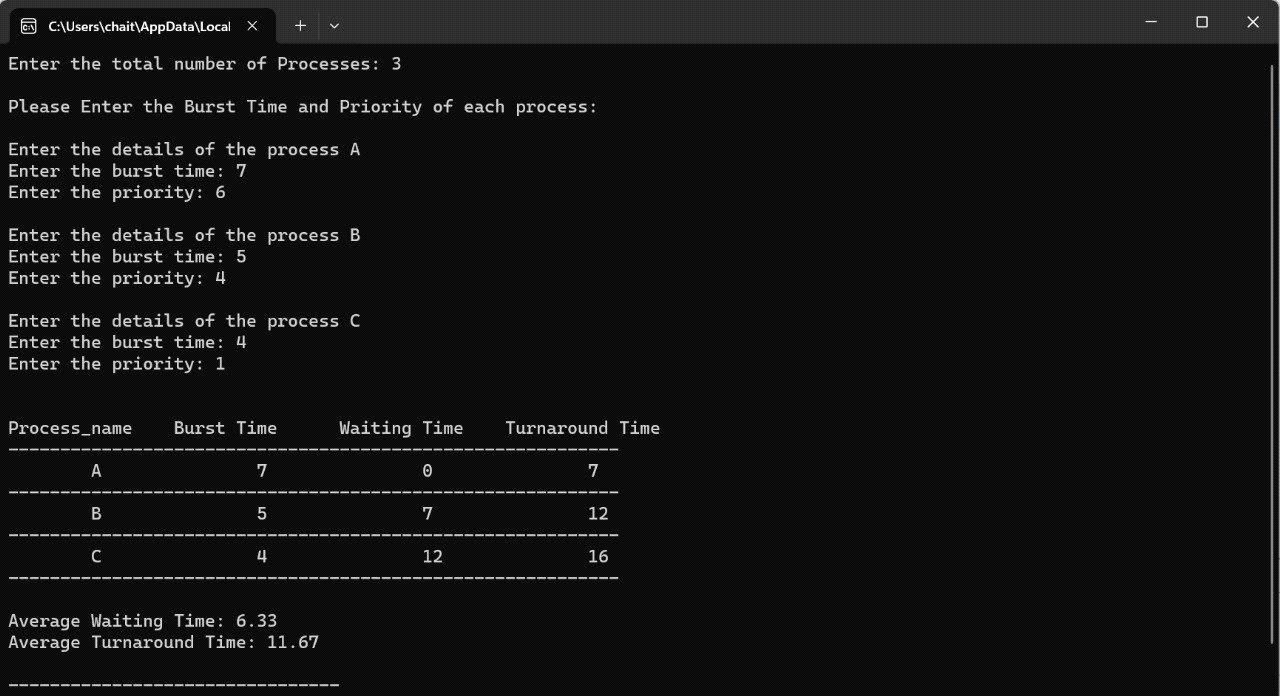 C:\Users\chait\AppData\Local
Enter the total number of Processes: 3
Please Enter the Burst Time and Priority of each process:
Enter the details of the process A
Enter the burst time: 7
Enter the priority: 6
Enter the details of the process B
Enter the burst time: 5
Enter the priority: 4
Enter the details of the process C
Enter the burst time: 4
Enter the priority: 1
Process_name    Burst Time      Waiting Time    Turnaround Time
-----------------------------------------------------------
        A               7               0               7
-----------------------------------------------------------
        B               5               7               12
-----------------------------------------------------------
        C               4               12              16
-----------------------------------------------------------
Average Waiting Time: 6.33
Average Turnaround Time: 11.67
--------------------------------